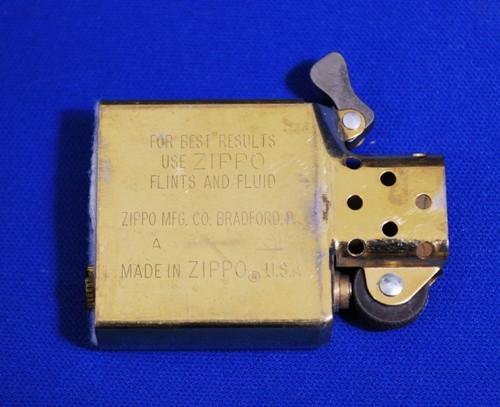 FOR BEST RESULTS
USE ZIPPO
FLINTS AND FLUID
ZIPPO MFG. CO. BRADFORD,
A
MADE IN ZIPPO® U.S.A